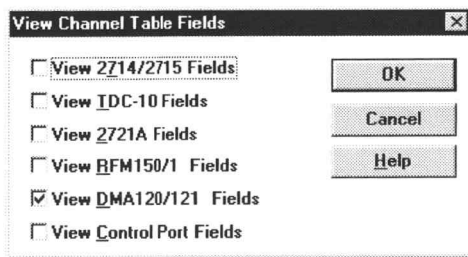 View Channel Table Fields
View 2714/2715 Fields
View TDC-10 Fields
View 2721A Fields
View RFM150/1 Fields
View DMA120/121 Fields
View Control Port Fields
OK
Cancel
Help